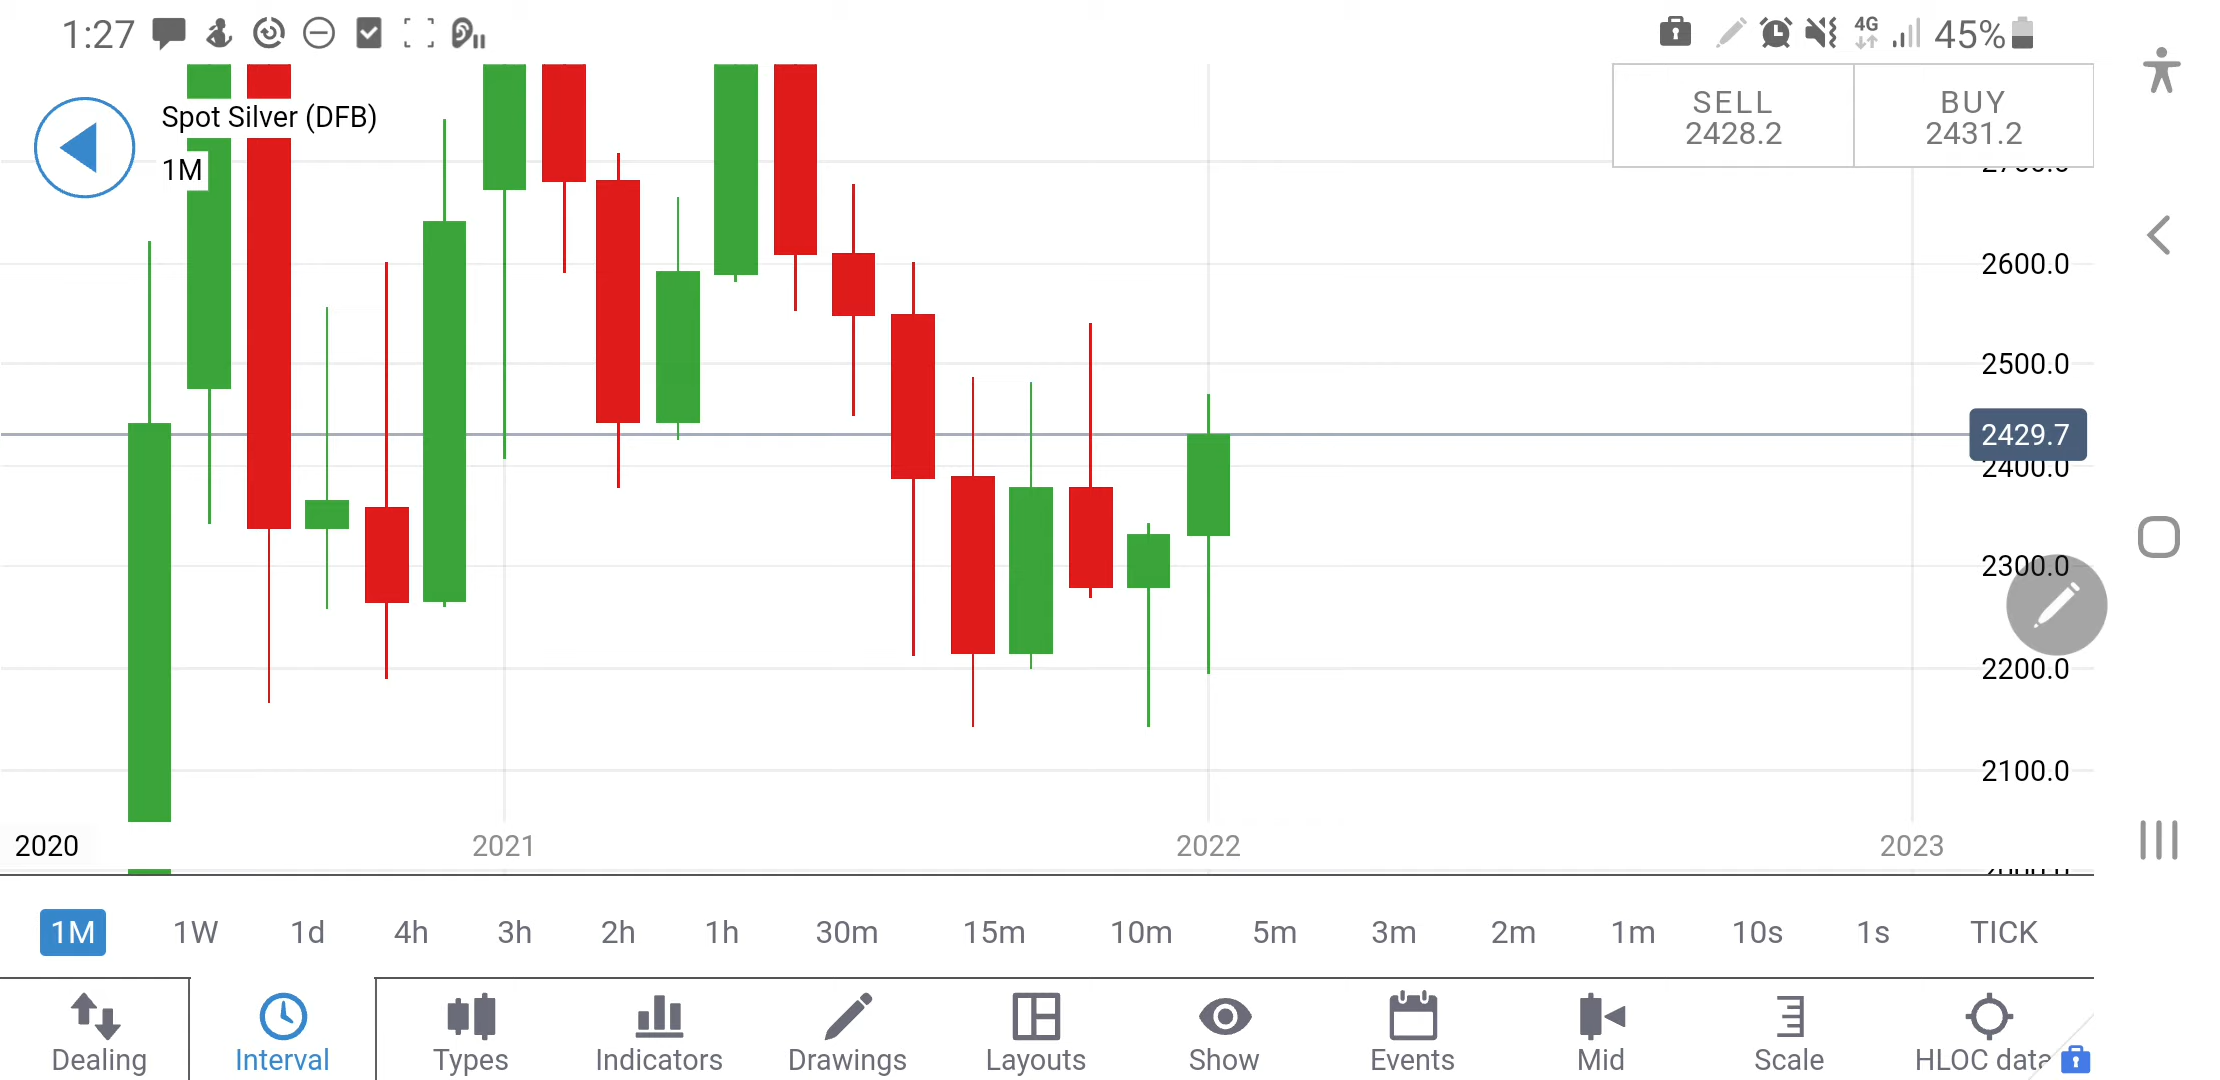 1:27
4G
45%
Spot Silver (DFB)
1M
SELL
2428.2
BUY
2431.2
2600.0
2500.0
2429.7
2400.0
2300.0
2200.0
2100.0
2020
2021
2022
2023
1M 1W 1d 4h 3h 2h 1h 30m 15m 10m 5m 3m 2m 1m 10s 1s TICK
Dealing Interval Types Indicators Drawings Layouts Show Events Mid Scale HLOC data